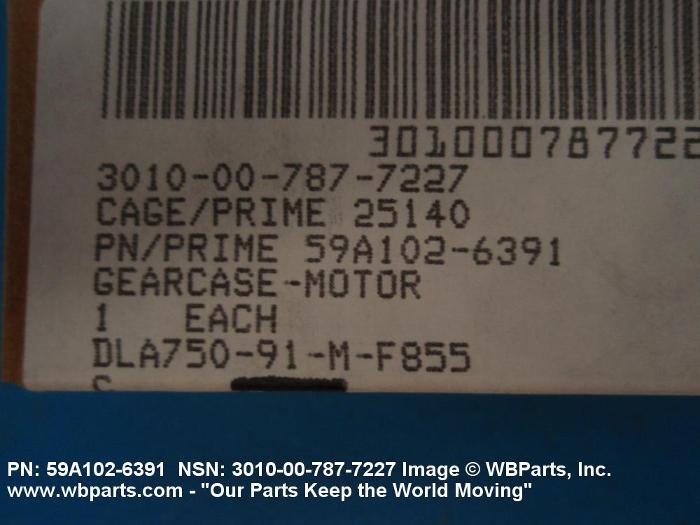 3010007877722
3010-00-787-7227
CAGE/PRIME 25140
PN/PRIME 59A102-6391
GEARCASE-MOTOR
1 EACH
DLA750-91-M-F855
PN: 59A102-6391 NSN: 3010-00-787-7227 Image © WBParts, Inc.
www.wbparts.com - "Our Parts Keep the World Moving"